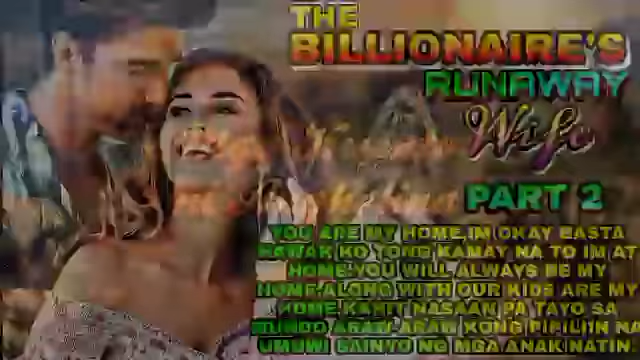 THE
BILLIONAIRE'S
RUNAWAY
Wife
PART 2
YOU ARE MY HOME,IM OKAY BASTA
HAWAK KO TONG KAMAY NA TO IM AT
HOME.YOU WILL ALWAYS BE MY
HOME,ALONG WITH OUR KIDS ARE MY
HOME.KAHIT NASAAN PA TAYO SA
MUNDO ARAW ARAW KONG PIPILIIN NA
UMUWI SAINYO NG MGA ANAK NATIN.